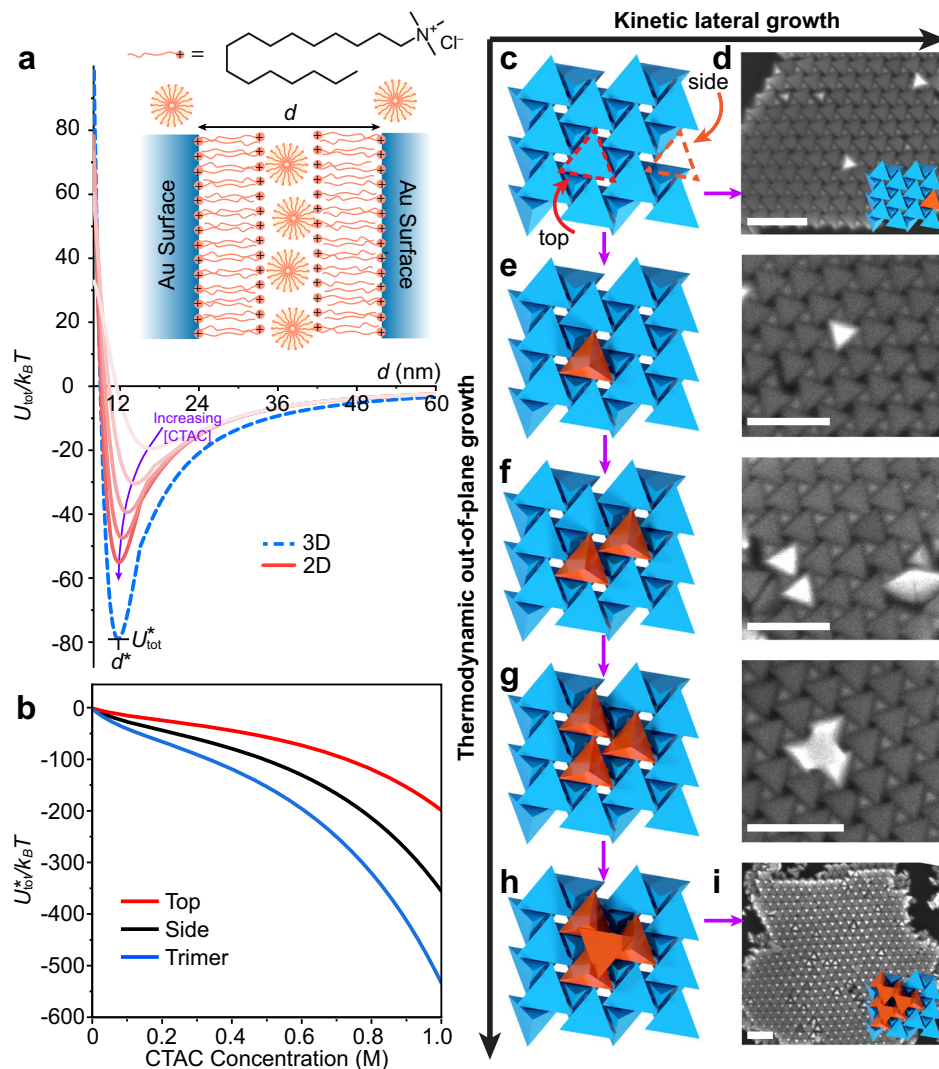 Kinetic lateral growth
Thermodynamic out-of-plane growth
a
=
N+
Cl-
d
Au Surface
Au Surface
80
60
40
20
0
-20
-40
-60
-80
Utot/kBT
12
24
36
48
60
d (nm)
Increasing
[CTAC]
3D
2D
U*tot
d*
b
0
-100
-200
-300
-400
-500
-600
U*tot/kBT
Top
Side
Trimer
0
0.2
0.4
0.6
0.8
1.0
CTAC Concentration (M)
c
side
top
d
e
f
g
h
i